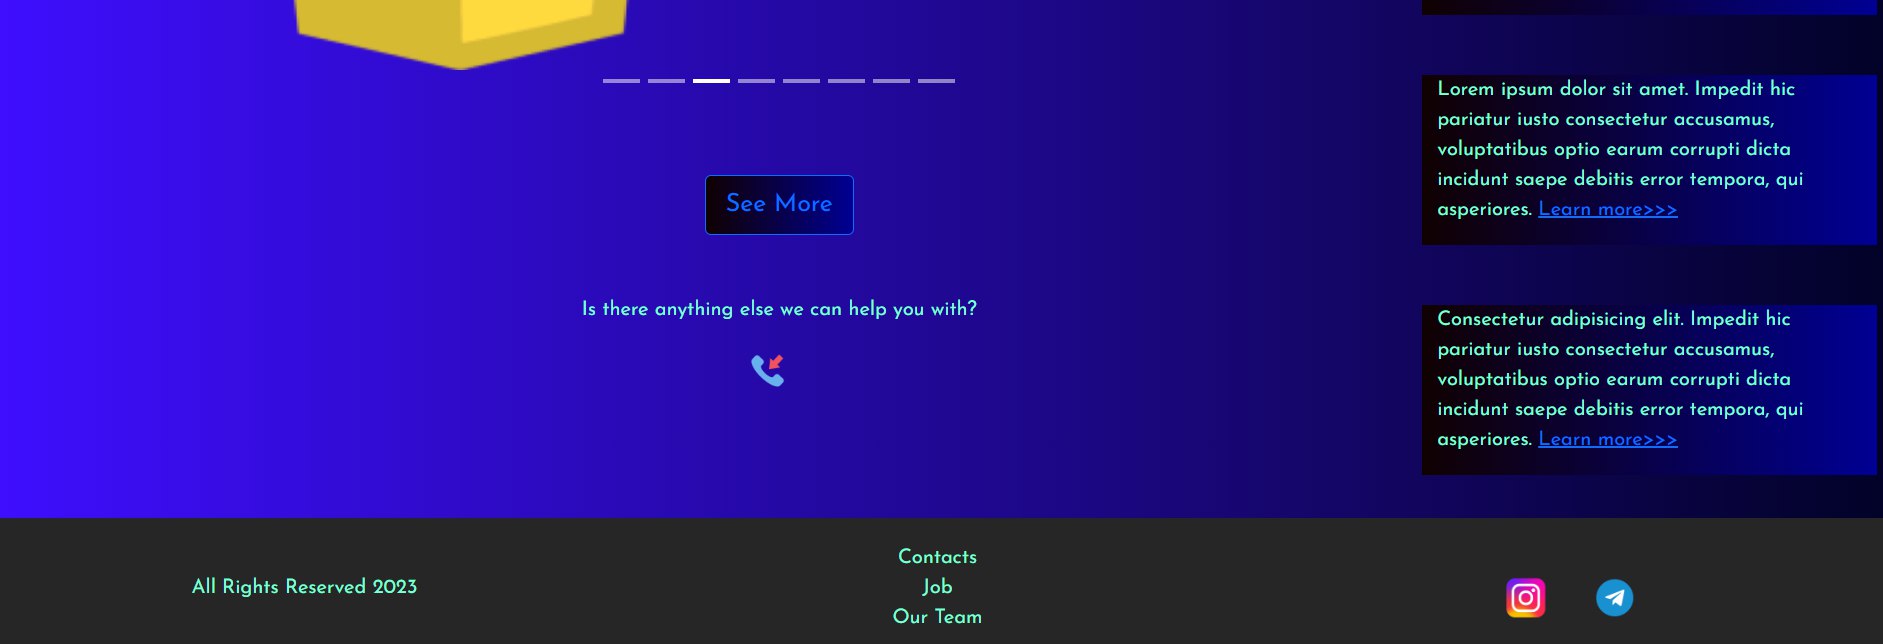 Lorem ipsum dolor sit amet. Impedit hic
pariatur iusto consectetur accusamus,
voluptatibus optio earum corrupti dicta
incidunt saepe debitis error tempora, qui
asperiores. Learn more>>>
See More
Is there anything else we can help you with?
Consectetur adipisicing elit. Impedit hic
pariatur iusto consectetur accusamus,
voluptatibus optio earum corrupti dicta
incidunt saepe debitis error tempora, qui
asperiores. Learn more>>>
All Rights Reserved 2023
Contacts
Job
Our Team